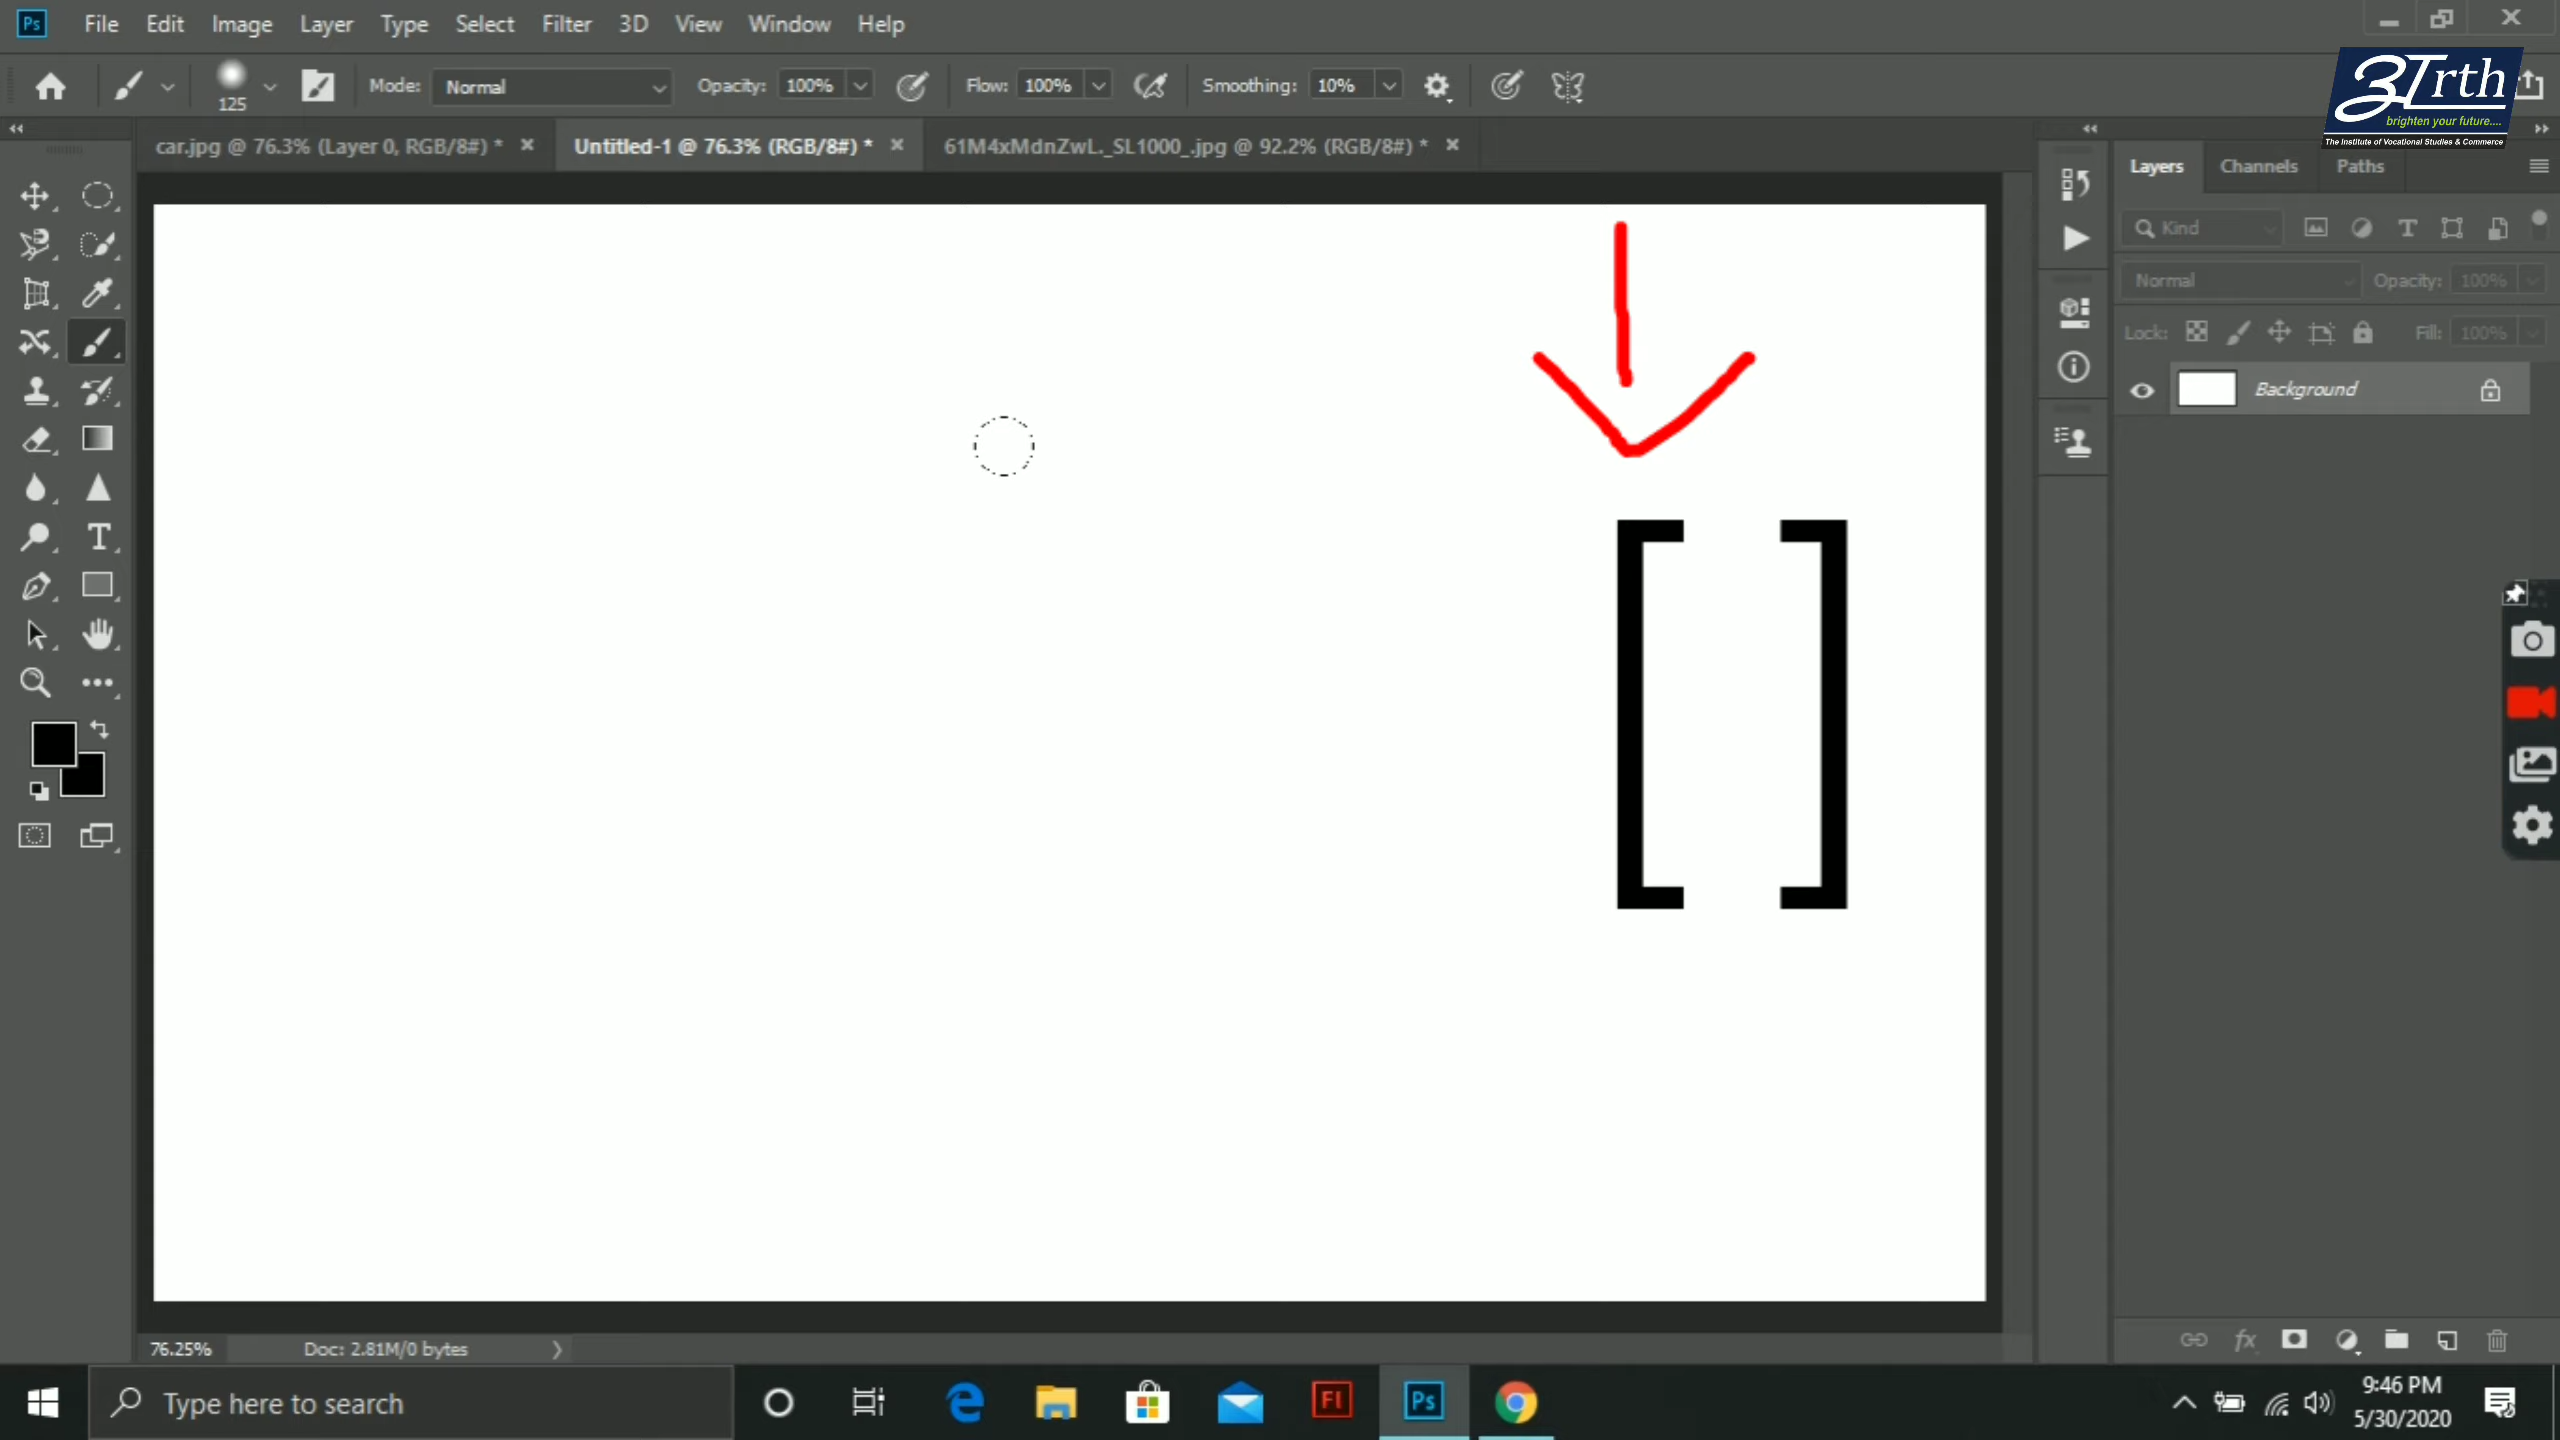 Ps File Edit Image Layer Type Select Filter 3D View Window Help
125 Mode: Normal Opacity: 100% Flow: 100% Smoothing: 10%
3Trth
brighten your future....
The Institute of Vocational Studies & Commerce
car.jpg @ 76.3% (Layer 0, RGB/8#) * Untitled-1 @ 76.3% (RGB/8#) * 61M4xMdnZwL._SL1000_.jpg @ 92.2% (RGB/8#) *
Layers Channels Paths
Kind
Normal Opacity: 100%
Lock: Fill: 100%
Background
[ ]
76.25% Doc: 2.81M/0 bytes
Type here to search
Fl Ps
9:46 PM
5/30/2020